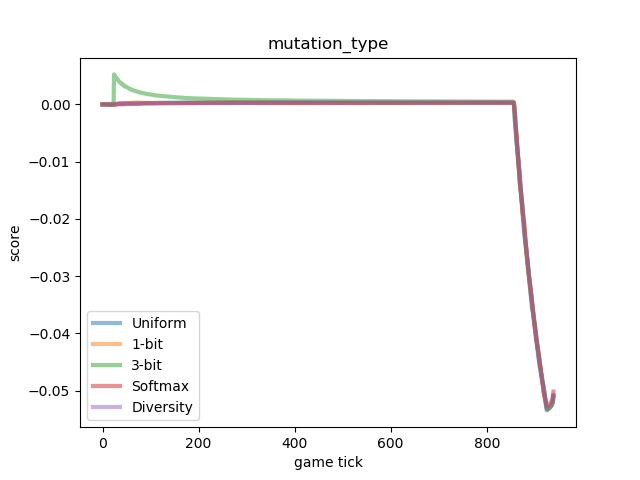 mutation_type
score
0.00
−0.01
−0.02
−0.03
−0.04
−0.05
Uniform
1-bit
3-bit
Softmax
Diversity
0 200 400 600 800
game tick